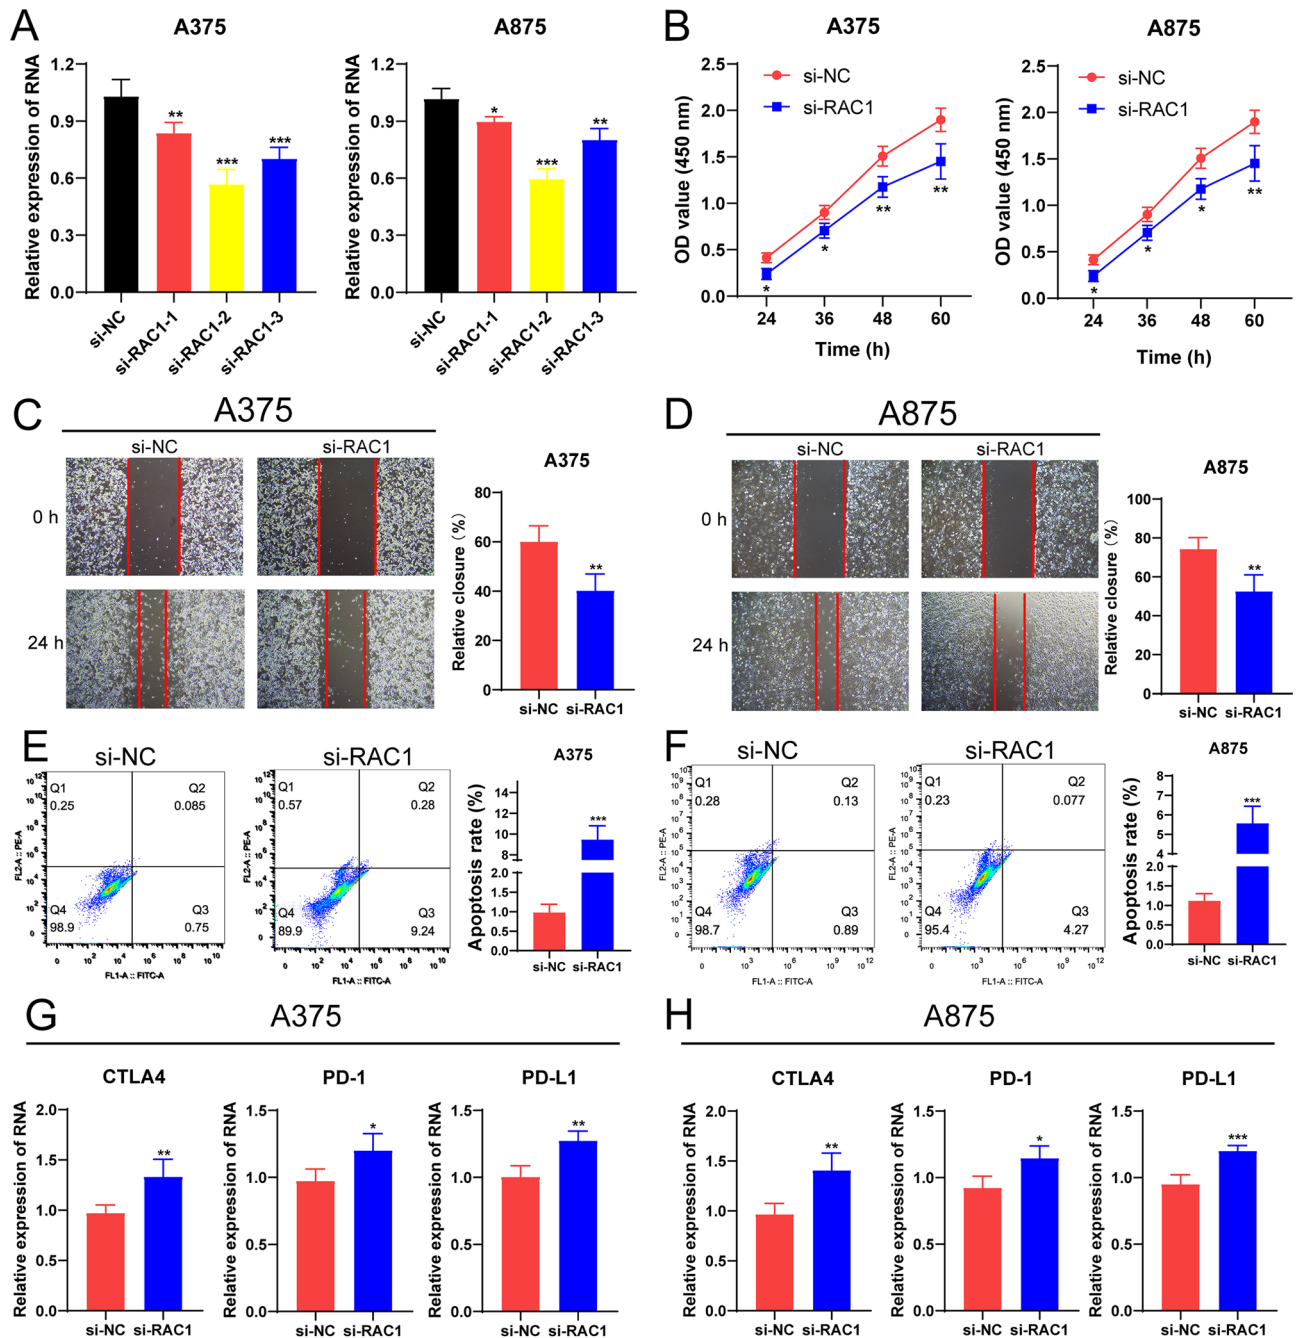 A
A375
Relative expression of RNA
1.2
0.9
0.6
0.3
0.0
**
***
***
si-NC
si-RAC1-1
si-RAC1-2
si-RAC1-3
A875
Relative expression of RNA
1.2
0.9
0.6
0.3
0.0
*
***
**
si-NC
si-RAC1-1
si-RAC1-2
si-RAC1-3
B
A375
OD value (450 nm)
2.5
2.0
1.5
1.0
0.5
0.0
si-NC
si-RAC1
*
*
**
**
24 36 48 60
Time (h)
A875
OD value (450 nm)
2.5
2.0
1.5
1.0
0.5
0.0
si-NC
si-RAC1
*
*
*
**
24 36 48 60
Time (h)
C
A375
si-NC si-RAC1
0 h
24 h
A375
Relative closure (%)
80
60
40
20
0
**
si-NC si-RAC1
D
A875
si-NC si-RAC1
0 h
24 h
A875
Relative closure (%)
100
80
60
40
20
0
**
si-NC si-RAC1
E
si-NC
Q1
0.25
Q2
0.085
Q4
98.9
Q3
0.75
FL2-A :: PE-A
FL1-A :: FITC-A
si-RAC1
Q1
0.57
Q2
0.28
Q4
89.9
Q3
9.24
FL2-A :: PE-A
FL1-A :: FITC-A
A375
Apoptosis rate (%)
14
12
10
8
2.0
1.5
1.0
0.5
0.0
***
si-NC si-RAC1
F
si-NC
Q1
0.28
Q2
0.13
Q4
98.7
Q3
0.89
FL2-A :: PE-A
FL1-A :: FITC-A
si-RAC1
Q1
0.23
Q2
0.077
Q4
95.4
Q3
4.27
FL2-A :: PE-A
FL1-A :: FITC-A
A875
Apoptosis rate (%)
8
7
6
5
4
2.0
1.5
1.0
0.5
0.0
***
si-NC si-RAC1
G
A375
CTLA4
Relative expression of RNA
2.0
1.5
1.0
0.5
0.0
**
si-NC si-RAC1
PD-1
Relative expression of RNA
1.5
1.0
0.5
0.0
*
si-NC si-RAC1
PD-L1
Relative expression of RNA
1.5
1.0
0.5
0.0
**
si-NC si-RAC1
H
A875
CTLA4
Relative expression of RNA
2.0
1.5
1.0
0.5
0.0
**
si-NC si-RAC1
PD-1
Relative expression of RNA
1.5
1.0
0.5
0.0
*
si-NC si-RAC1
PD-L1
Relative expression of RNA
1.5
1.0
0.5
0.0
***
si-NC si-RAC1